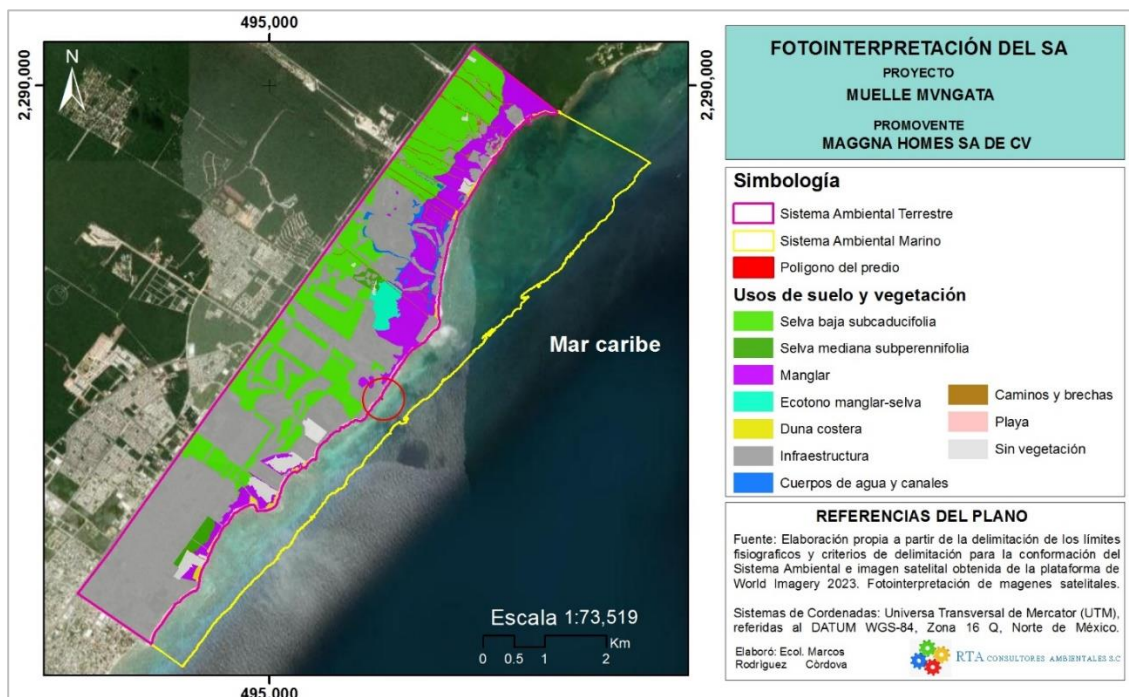 495,000
2,290,000
N
Mar caribe
Escala 1:73,519
Km
0 0.5 1 2
495,000
2,290,000
FOTOINTERPRETACIÓN DEL SA
PROYECTO
MUELLE MVNGATA
PROMOVENTE
MAGGNA HOMES SA DE CV
Simbología
Sistema Ambiental Terrestre
Sistema Ambiental Marino
Polígono del predio
Usos de suelo y vegetación
Selva baja subcaducifolia
Selva mediana subperennifolia
Manglar
Ecotono manglar-selva
Duna costera
Infraestructura
Cuerpos de agua y canales
Caminos y brechas
Playa
Sin vegetación
REFERENCIAS DEL PLANO
Fuente: Elaboración propia a partir de la delimitación de los límites
fisiograficos y criterios de delimitación para la conformación del
Sistema Ambiental e imagen satelital obtenida de la plataforma de
World Imagery 2023. Fotointerpretación de magenes satelitales.
Sistemas de Cordenadas: Universa Transversal de Mercator (UTM),
referidas al DATUM WGS-84, Zona 16 Q, Norte de México.
Elaboró: Ecol. Marcos
Rodriguez Còrdova
RTA CONSULTORES AMBIENTALES S.C